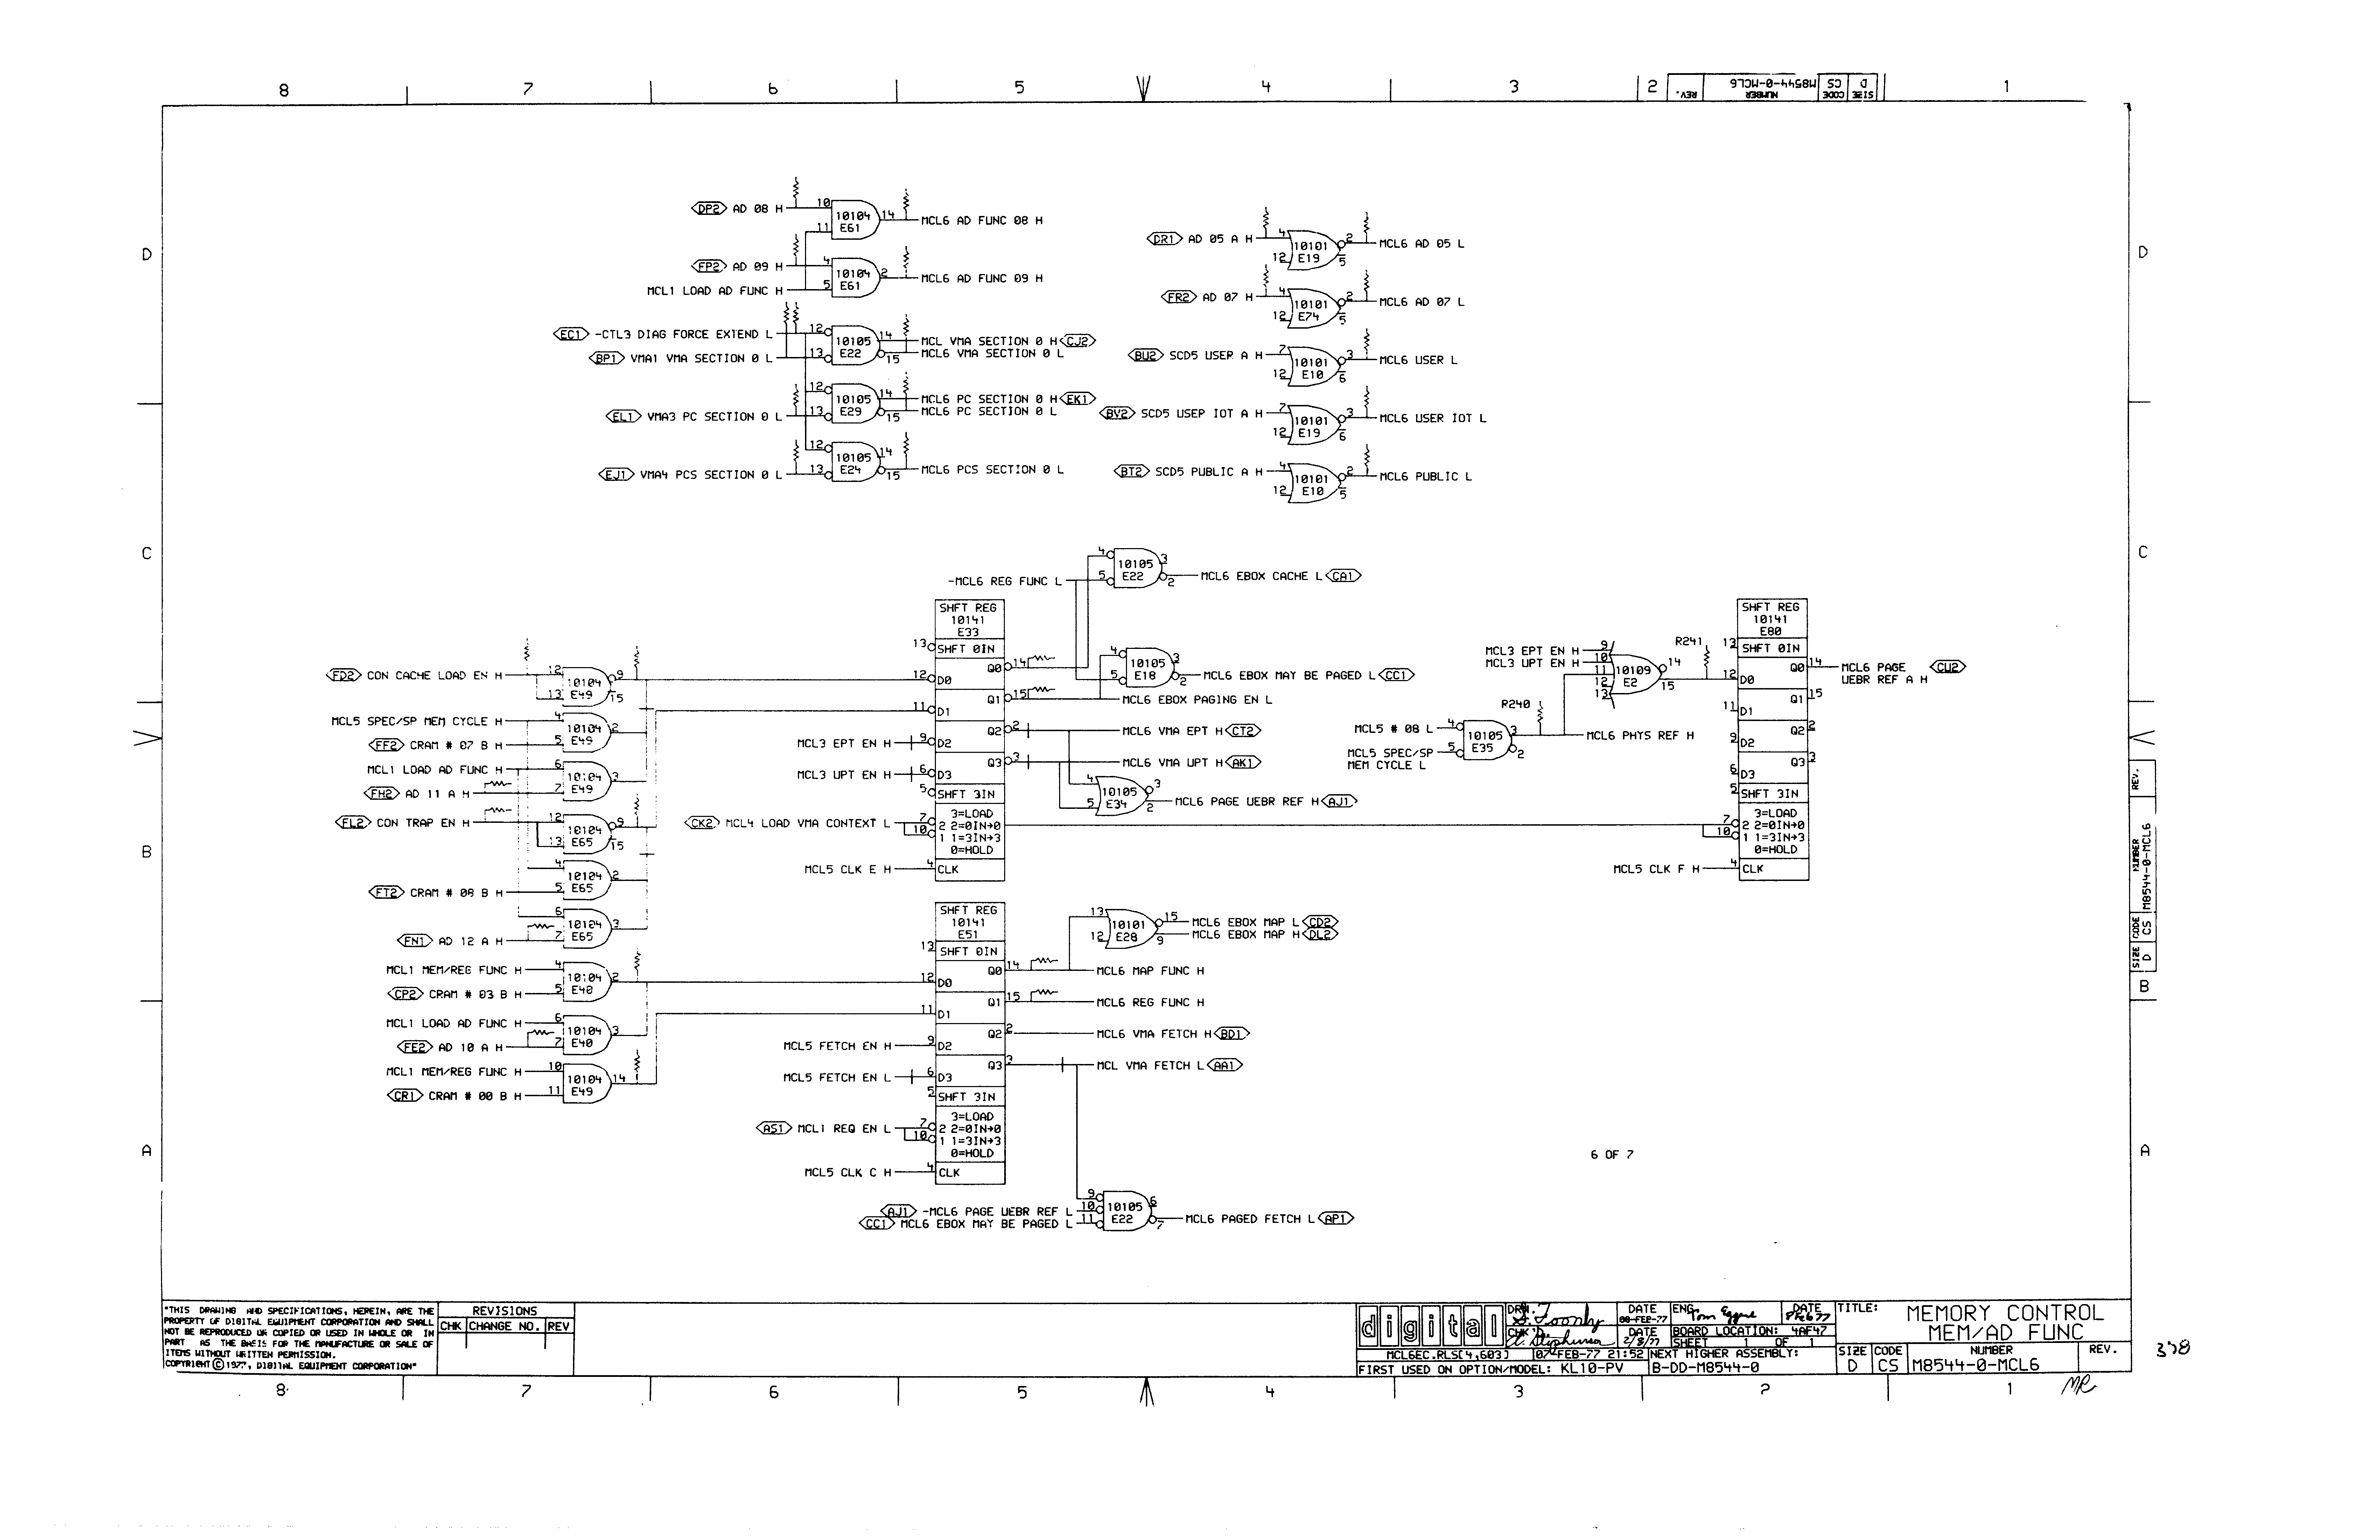 8 7 6 5 4 3 2 1
SIZE D CODE CS NUMBER M8544-0-MCL6 REV.
D
C
B
A
DP2 AD 08 H 10 11 10104 E61 14 MCL6 AD FUNC 08 H
FP2 AD 09 H 4 10104 E61 2 MCL6 AD FUNC 09 H
MCL1 LOAD AD FUNC H 5
EC1 -CTL3 DIAG FORCE EXTEND L 12 10105 E22 14 MCL VMA SECTION 0 H CJ2
BP1 VMA1 VMA SECTION 0 L 13 15 MCL6 VMA SECTION 0 L
12 10105 E29 14 MCL6 PC SECTION 0 H EK1
EL1 VMA3 PC SECTION 0 L 13 15 MCL6 PC SECTION 0 L
12 10105 E24 14
EJ1 VMA4 PCS SECTION 0 L 13 15 MCL6 PCS SECTION 0 L
DR1 AD 05 A H 4 12 10101 E19 2 5 MCL6 AD 05 L
FR2 AD 07 H 4 12 10101 E74 2 5 MCL6 AD 07 L
BU2 SCD5 USER A H 7 12 10101 E10 3 6 MCL6 USER L
BV2 SCD5 USEP IOT A H 7 12 10101 E19 3 6 MCL6 USER IOT L
BT2 SCD5 PUBLIC A H 4 12 10101 E10 2 5 MCL6 PUBLIC L
4 10105 E22 3
-MCL6 REG FUNC L 5 2 MCL6 EBOX CACHE L CA1
4 5 10105 E18 3 2 MCL6 EBOX MAY BE PAGED L CC1
MCL6 EBOX PAGING EN L
FD2 CON CACHE LOAD EN H 12 13 10104 E49 9 15
MCL5 SPEC/SP MEM CYCLE H 4 10104 E49 2
FF2 CRAM # 07 B H 5
MCL1 LOAD AD FUNC H 6 10104 E49 3
FH2 AD 11 A H 7
FL2 CON TRAP EN H 12 13 10104 E65 9 15
4 10104 E65 2
FT2 CRAM # 08 B H 5
6 10104 E65 3
FN1 AD 12 A H 7
MCL1 MEM/REG FUNC H 4 10104 E40 2
CP2 CRAM # 03 B H 5
MCL1 LOAD AD FUNC H 6 10104 E40 3
FE2 AD 10 A H 7
MCL1 MEM/REG FUNC H 10 10104 E49 14
CR1 CRAM # 00 B H 11
SHFT REG
10141
E33
13 SHFT 0IN
Q0 14
12 D0
Q1 15
11 D1
Q2 2 MCL6 VMA EPT H CT2
MCL3 EPT EN H 9 D2
Q3 3 MCL6 VMA UPT H AK1
MCL3 UPT EN H 6 D3
5 SHFT 3IN
4 5 10105 E34 3 2 MCL6 PAGE UEBR REF H AJ1
3=LOAD
CK2 MCL4 LOAD VMA CONTEXT L 7 2 2=0IN→0
10 1 1=3IN→3
0=HOLD
MCL5 CLK E H 4 CLK
SHFT REG
10141
E51
13 SHFT 0IN
Q0 14 MCL6 MAP FUNC H
13 12 10101 E28 15 MCL6 EBOX MAP L CD2
9 MCL6 EBOX MAP H DL2
12 D0
Q1 15 MCL6 REG FUNC H
11 D1
Q2 2 MCL6 VMA FETCH H BD1
MCL5 FETCH EN H 9 D2
Q3 3 MCL VMA FETCH L AA1
MCL5 FETCH EN L 6 D3
5 SHFT 3IN
3=LOAD
AS1 MCL1 REQ EN L 7 2 2=0IN→0
10 1 1=3IN→3
0=HOLD
MCL5 CLK C H 4 CLK
9 10105 E22 6
AJ1 -MCL6 PAGE UEBR REF L 10
CC1 MCL6 EBOX MAY BE PAGED L 11 7 MCL6 PAGED FETCH L AP1
MCL3 EPT EN H 9
MCL3 UPT EN H 10
11 12 13 10109 E2 14 15
R241
R240
MCL5 # 08 L 4 10105 E35 3 2 MCL6 PHYS REF H
MCL5 SPEC/SP 5
MEM CYCLE L
SHFT REG
10141
E80
13 SHFT 0IN
Q0 14 MCL6 PAGE CU2
UEBR REF A H
12 D0
Q1 15
11 D1
Q2 2
9 D2
Q3 3
6 D3
5 SHFT 3IN
3=LOAD
7 2 2=0IN→0
10 1 1=3IN→3
0=HOLD
MCL5 CLK F H 4 CLK
6 OF 7
SIZE D CODE CS NUMBER M8544-0-MCL6 REV.
"THIS DRAWING AND SPECIFICATIONS, HEREIN, ARE THE
PROPERTY OF DIGITAL EQUIPMENT CORPORATION AND SHALL
NOT BE REPRODUCED OR COPIED OR USED IN WHOLE OR IN
PART AS THE BASIS FOR THE MANUFACTURE OR SALE OF
ITEMS WITHOUT WRITTEN PERMISSION.
COPYRIGHT © 1977, DIGITAL EQUIPMENT CORPORATION"
REVISIONS
CHK CHANGE NO. REV
digital
DRN. DATE 08-FEB-77 ENG. Tom Eggers DATE 8 Feb 77
CHK'D DATE 2/8/77 BOARD LOCATION: 4AF47
SHEET 1 OF 1
MCL6EC.RLS[4,603] 07-FEB-77 21:52 NEXT HIGHER ASSEMBLY:
FIRST USED ON OPTION/MODEL: KL10-PV B-DD-M8544-0
TITLE: MEMORY CONTROL
MEM/AD FUNC
SIZE D CODE CS NUMBER M8544-0-MCL6 REV.
378
8 7 6 5 4 3 2 1
MR